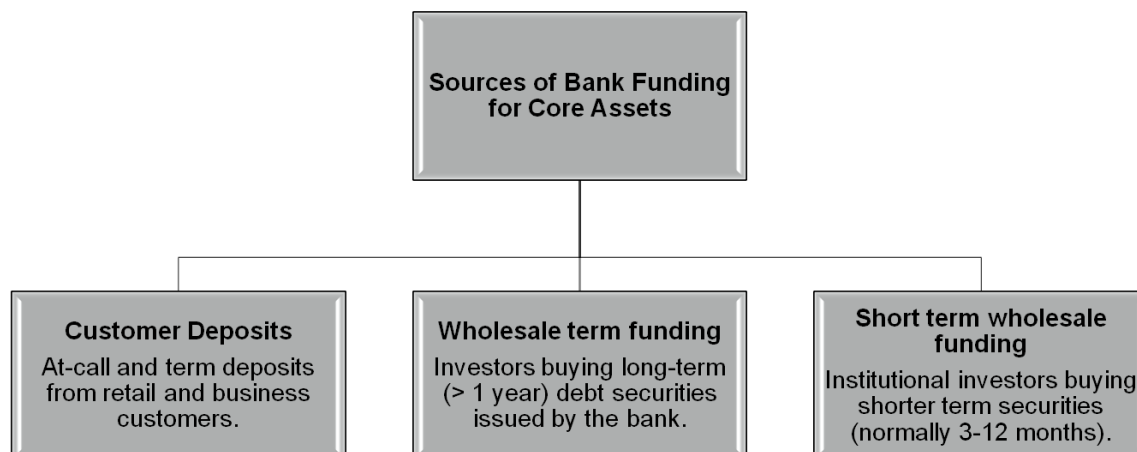 Sources of Bank Funding
for Core Assets
Customer Deposits
At-call and term deposits
from retail and business
customers.
Wholesale term funding
Investors buying long-term
(> 1 year) debt securities
issued by the bank.
Short term wholesale
funding
Institutional investors buying
shorter term securities
(normally 3-12 months).